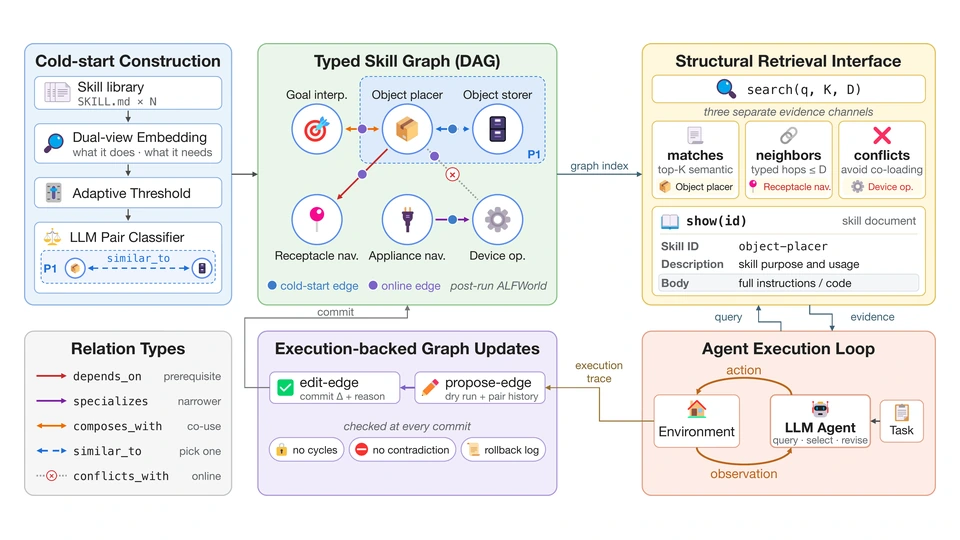 Cold-start Construction
Skill library
SKILL.md × N
Dual-view Embedding
what it does · what it needs
Adaptive Threshold
LLM Pair Classifier
P1
similar_to
Typed Skill Graph (DAG)
Goal interp.
Object placer
Object storer
P1
Receptacle nav.
Appliance nav.
Device op.
cold-start edge
online edge
post-run ALFWorld
graph index
Structural Retrieval Interface
search(q, K, D)
three separate evidence channels
matches
top-K semantic
Object placer
neighbors
typed hops ≤ D
Receptacle nav.
conflicts
avoid co-loading
Device op.
show(id)
skill document
Skill ID
object-placer
Description
skill purpose and usage
Body
full instructions / code
commit
query
evidence
Relation Types
depends_on
prerequisite
specializes
narrower
composes_with
co-use
similar_to
pick one
conflicts_with
online
Execution-backed Graph Updates
edit-edge
commit Δ + reason
propose-edge
dry run + pair history
checked at every commit
no cycles
no contradiction
rollback log
execution
trace
Agent Execution Loop
action
Environment
LLM Agent
query · select · revise
Task
observation